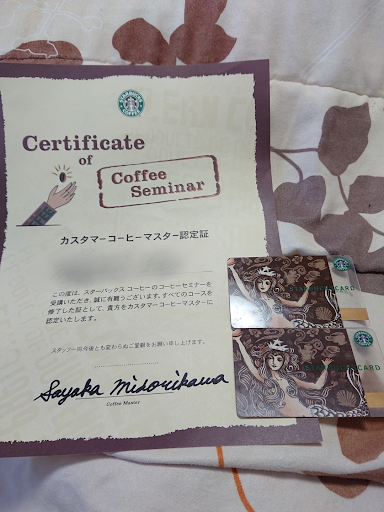 STARBUCKS COFFEE
Certificate
of
Coffee
Seminar
カスタマーコーヒーマスター認定証
この度は、スターバックス コーヒーのコーヒーセミナーを
受講いただき、誠に有難うございます。すべてのコースを
修了した証として、貴方をカスタマーコーヒーマスターに
認定いたします。
スタッフ一同今後とも変わらぬご愛顧をお願い申し上げます。
Sayaka Midorikawa
Coffee Master
STARBUCKS CARD
STARBUCKS CARD